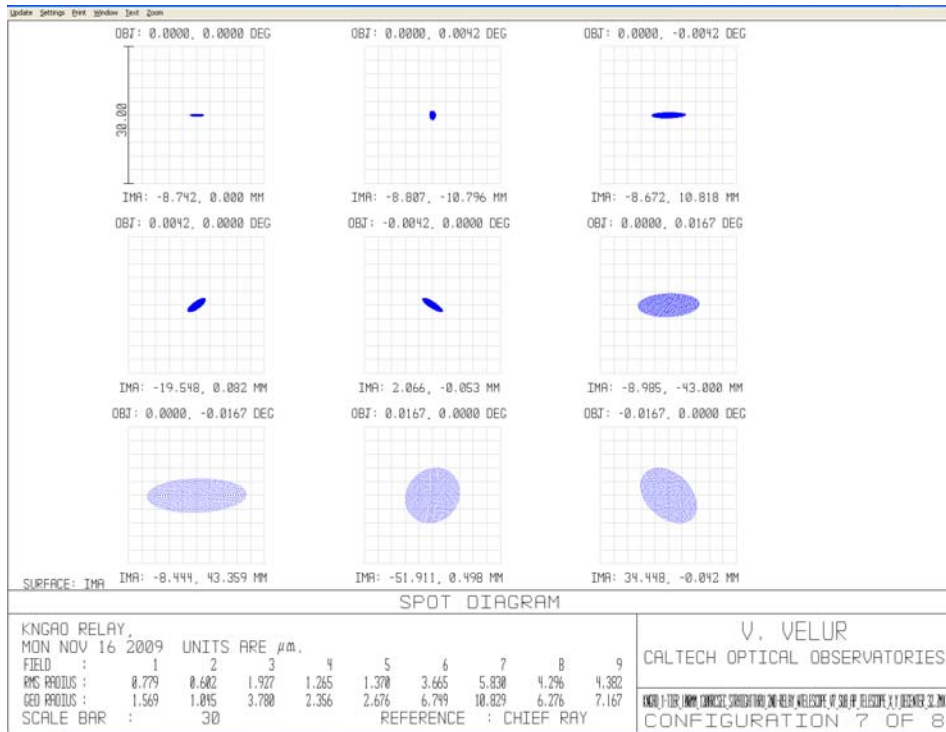 Update Settings Print Window Text Zoom
OBJ: 0.0000, 0.0000 DEG
OBJ: 0.0000, 0.0042 DEG
OBJ: 0.0000, -0.0042 DEG
30.00
IMA: -8.742, 0.000 MM
IMA: -8.807, -10.796 MM
IMA: -8.672, 10.818 MM
OBJ: 0.0042, 0.0000 DEG
OBJ: -0.0042, 0.0000 DEG
OBJ: 0.0000, 0.0167 DEG
IMA: -19.548, 0.082 MM
IMA: 2.066, -0.053 MM
IMA: -8.985, -43.000 MM
OBJ: 0.0000, -0.0167 DEG
OBJ: 0.0167, 0.0000 DEG
OBJ: -0.0167, 0.0000 DEG
IMA: -8.444, 43.359 MM
IMA: -51.911, 0.498 MM
IMA: 34.448, -0.042 MM
SURFACE: IMA
SPOT DIAGRAM
KNGAO RELAY,
MON NOV 16 2009 UNITS ARE µm.
FIELD : 1 2 3 4 5 6 7 8 9
RMS RADIUS : 0.779 0.602 1.927 1.265 1.370 3.665 5.830 4.296 4.382
GEO RADIUS : 1.569 1.045 3.780 2.356 2.676 6.749 10.829 6.276 7.167
SCALE BAR : 30 REFERENCE : CHIEF RAY
V. VELUR
CALTECH OPTICAL OBSERVATORIES
CONFIGURATION 7 OF 8